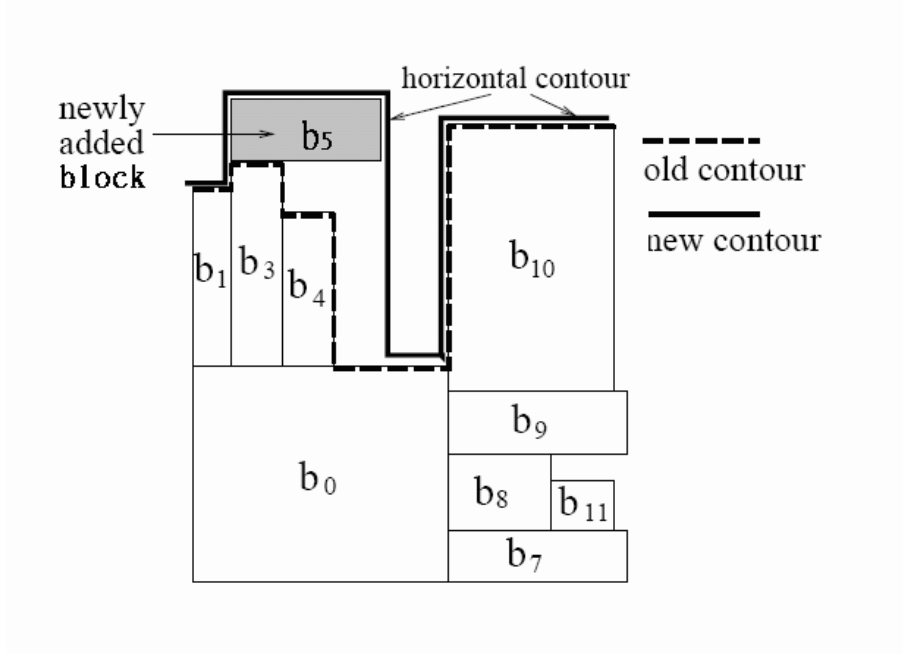 horizontal contour
newly
added
block
b5
old contour
new contour
b1
b3
b4
b10
b9
b0
b8
b11
b7